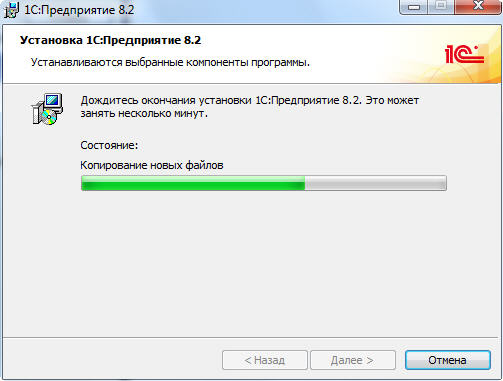 1С:Предприятие 8.2
Установка 1С:Предприятие 8.2
Устанавливаются выбранные компоненты программы.
1С
Дождитесь окончания установки 1С:Предприятие 8.2. Это может
занять несколько минут.
Состояние:
Копирование новых файлов
< Назад
Далее >
Отмена